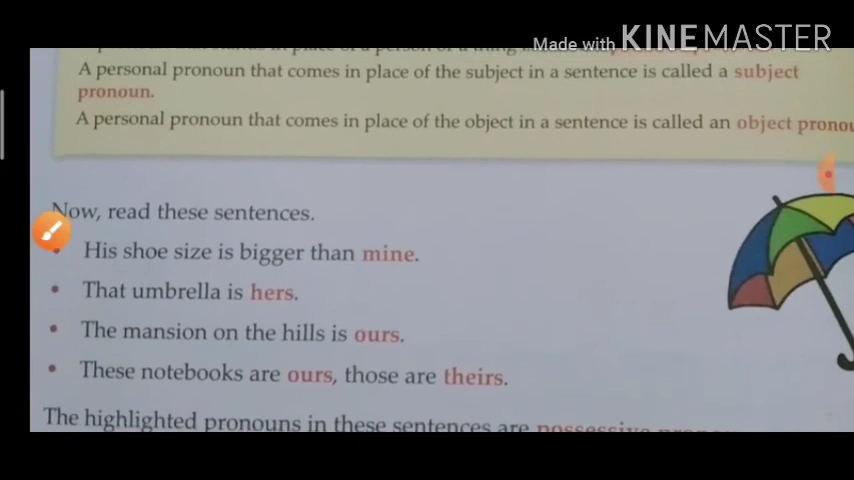 Made with KINEMASTER
A personal pronoun that comes in place of the subject in a sentence is called a subject
pronoun.
A personal pronoun that comes in place of the object in a sentence is called an object
Now, read these sentences.
• His shoe size is bigger than mine.
• That umbrella is hers.
• The mansion on the hills is ours.
• These notebooks are ours, those are theirs.
The highlighted pronouns in these sentences are possessive